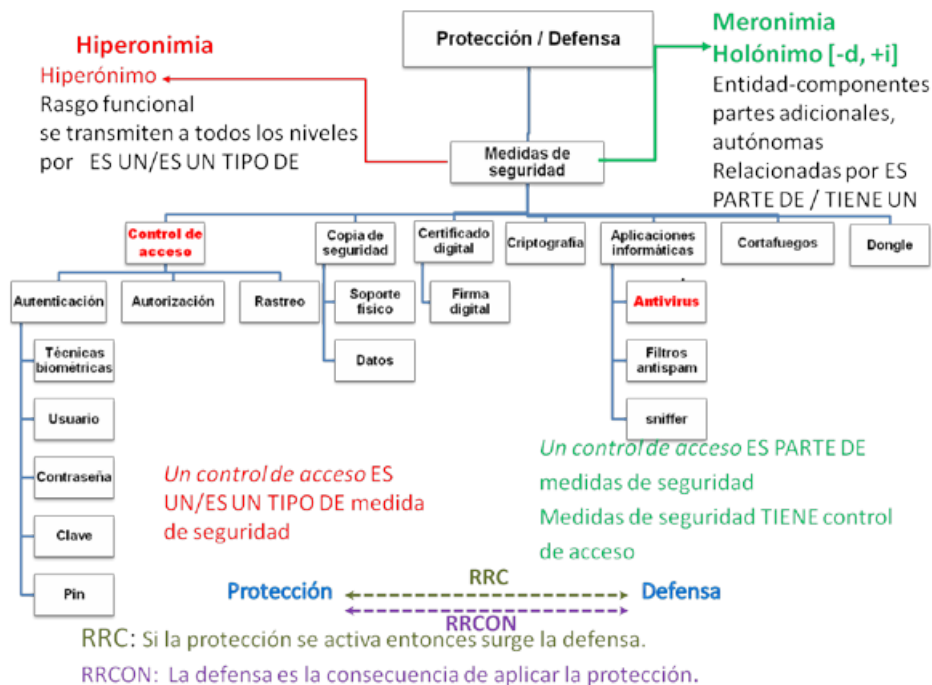 Protección / Defensa
Hiperonimia
Hiperónimo
Rasgo funcional
se transmiten a todos los niveles
por ES UN/ES UN TIPO DE
Meronimia
Holónimo [-d, +i]
Entidad-componentes
partes adicionales,
autónomas
Relacionadas por ES
PARTE DE / TIENE UN
Medidas de
seguridad
Control de
acceso
Copia de
seguridad
Certificado
digital
Criptografía
Aplicaciones
informáticas
Cortafuegos
Dongle
Autenticación
Autorización
Rastreo
Soporte
físico
Firma
digital
Antivirus
Técnicas
biométricas
Datos
Filtros
antispam
Usuario
sniffer
Contraseña
Clave
Pin
Un control de acceso ES
UN/ES UN TIPO DE medida
de seguridad
Un control de acceso ES PARTE DE
medidas de seguridad
Medidas de seguridad TIENE control
de acceso
Protección
RRC
RRCON
Defensa
RRC: Si la protección se activa entonces surge la defensa.
RRCON: La defensa es la consecuencia de aplicar la protección.